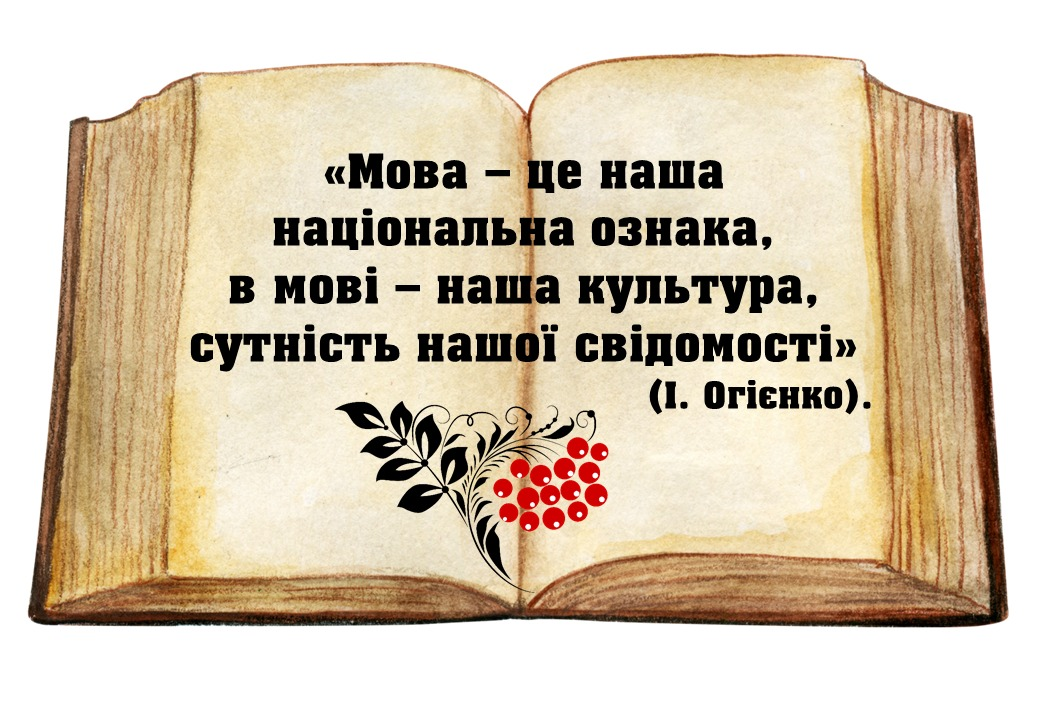 «Мова – це наша
національна ознака,
в мові – наша культура,
сутність нашої свідомості»
(І. Огієнко).